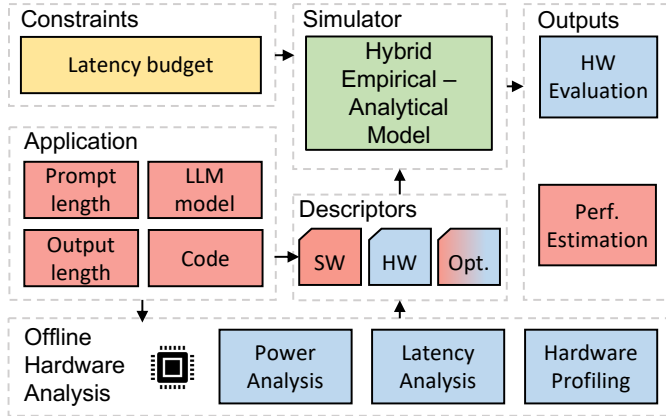 Constraints
Latency budget
Simulator
Hybrid
Empirical –
Analytical
Model
Outputs
HW
Evaluation
Perf.
Estimation
Application
Prompt
length
LLM
model
Output
length
Code
Descriptors
SW
HW
Opt.
Offline
Hardware
Analysis
Power
Analysis
Latency
Analysis
Hardware
Profiling